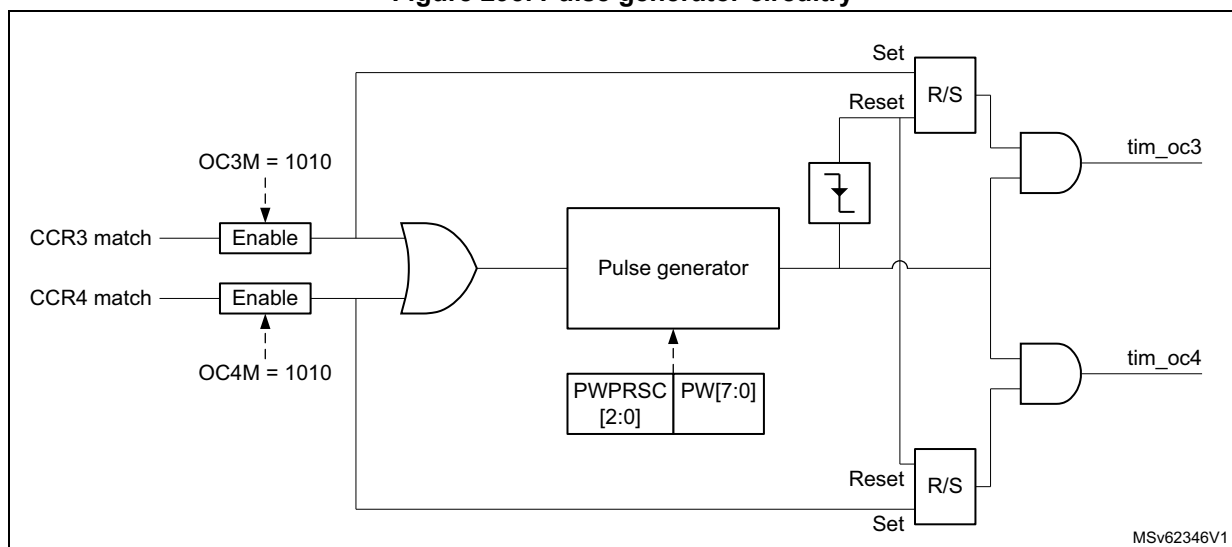 Set
R/S
Reset
OC3M = 1010
tim_oc3
CCR3 match
Enable
Pulse generator
CCR4 match
Enable
OC4M = 1010
tim_oc4
PWPRSC
[2:0]
PW[7:0]
Reset
R/S
Set
MSv62346V1